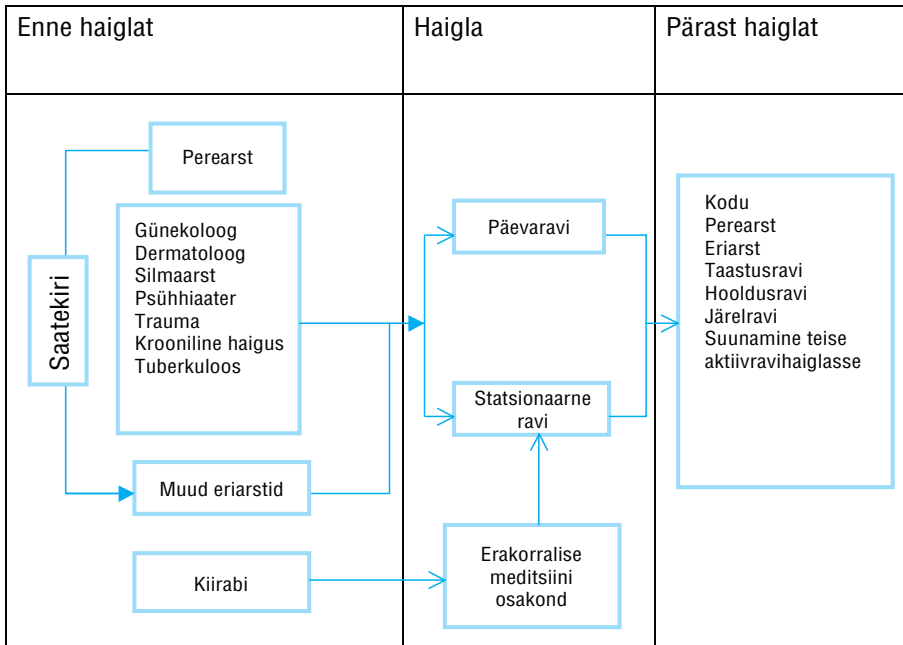 Enne haiglat
Haigla
Pärast haiglat
Perearst
Saatekiri
Günekoloog
Dermatoloog
Silmaarst
Psühhiaater
Trauma
Krooniline haigus
Tuberkuloos
Muud eriarstid
Kiirabi
Päevaravi
Statsionaarne
ravi
Erakorralise
meditsiini
osakond
Kodu
Perearst
Eriarst
Taastusravi
Hooldusravi
Järelravi
Suunamine teise
aktiivravihaiglasse